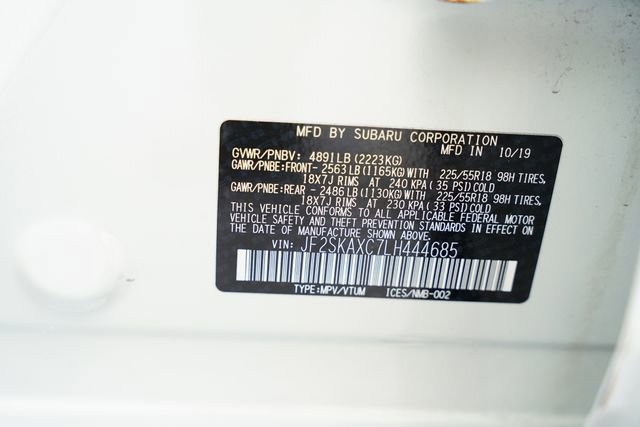 MFD BY SUBARU CORPORATION
GVWR/PNBV: 4891LB(2223KG) MFD IN 10/19
GAWR/PNBE:FRONT- 2563LB(1165KG)WITH 225/55R18 98H TIRES,
18X7J RIMS AT 240 KPA(35 PSI)COLD
GAWR/PNBE:REAR - 2486LB(1130KG)WITH 225/55R18 98H TIRES,
18X7J RIMS AT 230 KPA(33 PSI)COLD
THIS VEHICLE CONFORMS TO ALL APPLICABLE FEDERAL MOTOR
VEHICLE SAFETY AND THEFT PREVENTION STANDARDS IN EFFECT ON
THE DATE OF MANUFACTURE SHOWN ABOVE.
VIN: JF2SKAXC7LH444685
TYPE:MPV/VTUM ICES/NMB-002